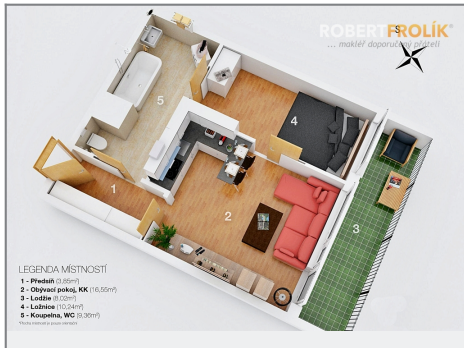 ROBERT FROLÍK®
... makléř doporučený přáteli
S
5
4
1
2
3
LEGENDA MÍSTNOSTÍ
1 - Předsíň (3,85m²)
2 - Obývací pokoj, KK (16,55m²)
3 - Lodžie (8,02m²)
4 - Ložnice (10,24m²)
5 - Koupelna, WC (9,36m²)